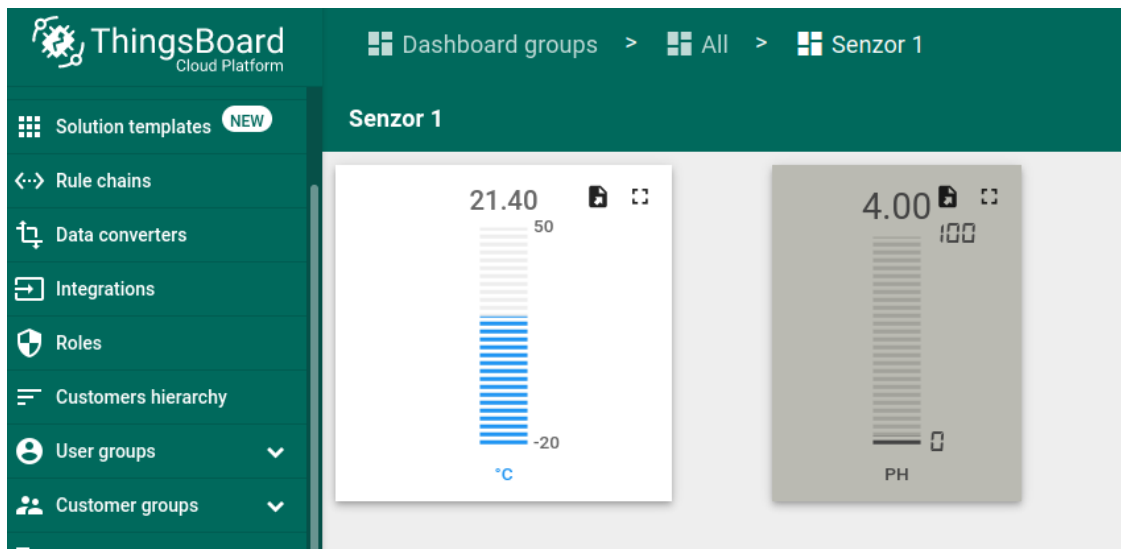 ThingsBoard
Cloud Platform
Dashboard groups > All > Senzor 1
Senzor 1
Solution templates NEW
Rule chains
Data converters
Integrations
Roles
Customers hierarchy
User groups
Customer groups
21.40
50
-20
°C
4.00
100
0
PH